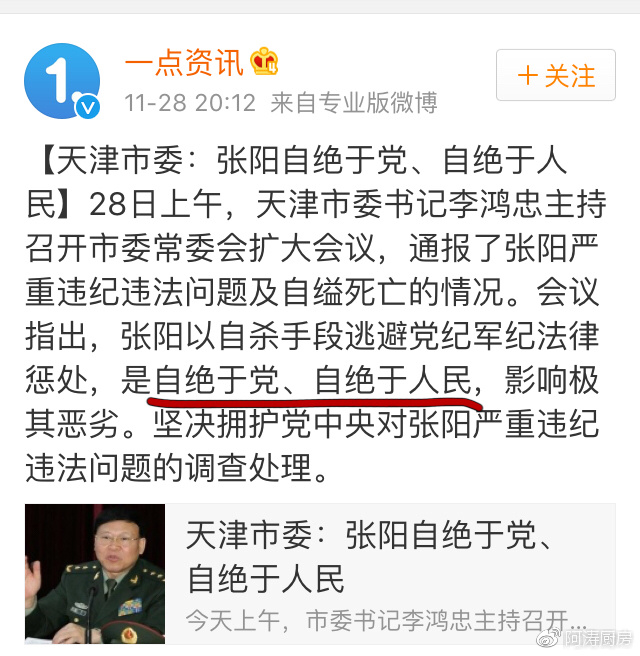 1.
一点资讯
4
＋关注
11-28 20:12 来自专业版微博
【天津市委：张阳自绝于党、自绝于人
民】28日上午，天津市委书记李鸿忠主持
召开市委常委会扩大会议，通报了张阳严
重违纪违法问题及自缢死亡的情况。会议
指出，张阳以自杀手段逃避党纪军纪法律
惩处，是自绝于党、自绝于人民，影响极
其恶劣。坚决拥护党中央对张阳严重违纪
违法问题的调查处理。
天津市委：张阳自绝于党、
自绝于人民
今天上午，市委书记李鸿忠主持召开...
阿涛厨房